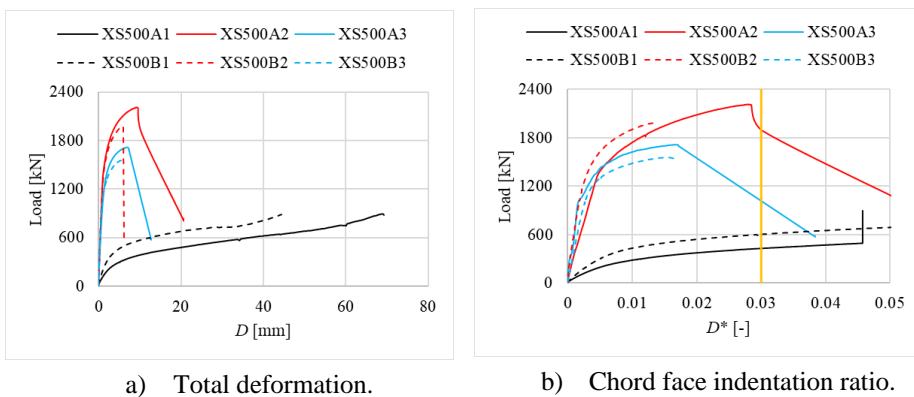 XS500A1 XS500A2 XS500A3
XS500B1 XS500B2 XS500B3
2400
1800
1200
600
0
Load [kN]
0 20 40 60 80
D [mm]
a) Total deformation.
XS500A1 XS500A2 XS500A3
XS500B1 XS500B2 XS500B3
2400
1800
1200
600
0
Load [kN]
0 0.01 0.02 0.03 0.04 0.05
D* [-]
b) Chord face indentation ratio.